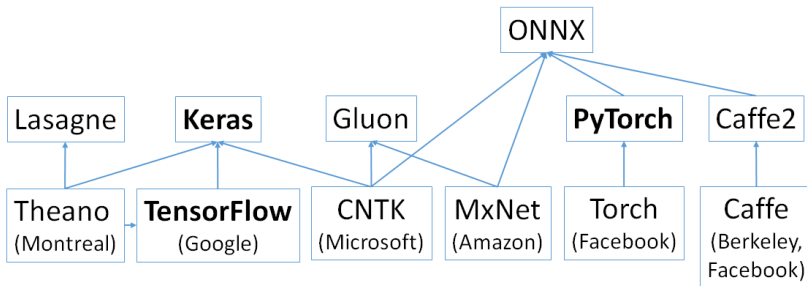 ONNX
Lasagne
Keras
Gluon
PyTorch
Caffe2
Theano
(Montreal)
TensorFlow
(Google)
CNTK
(Microsoft)
MxNet
(Amazon)
Torch
(Facebook)
Caffe
(Berkeley,
Facebook)